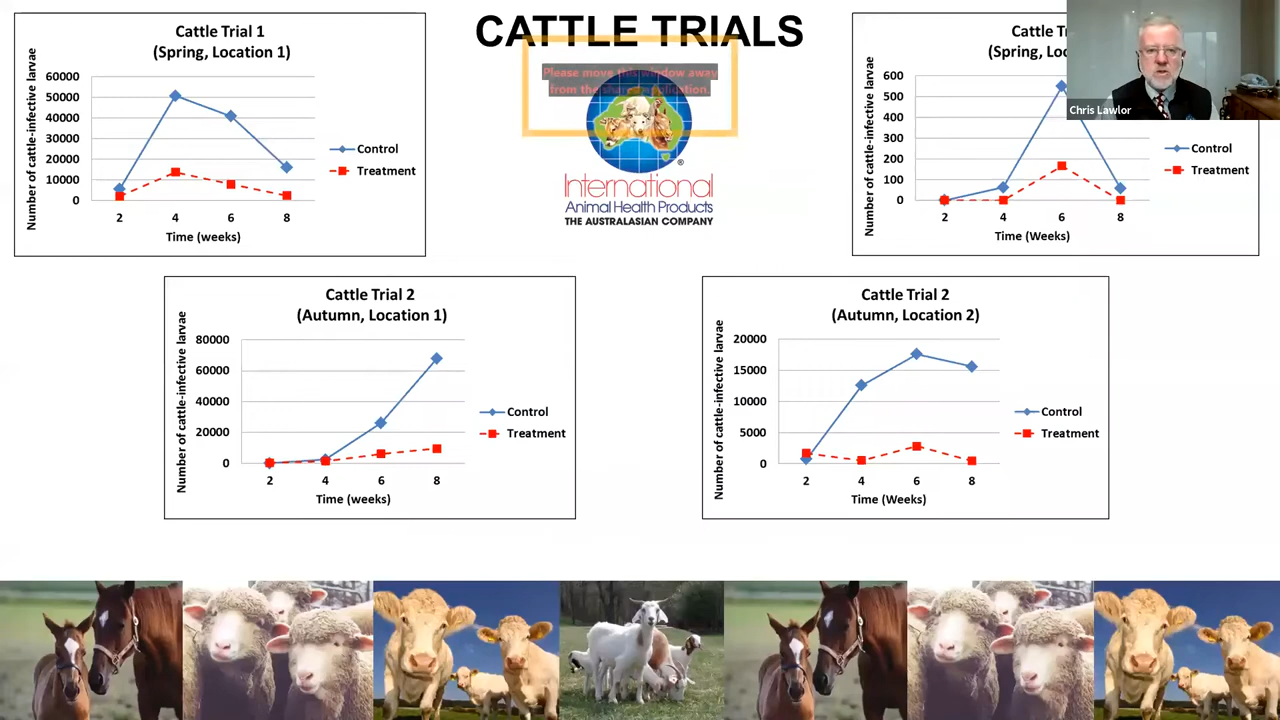 CATTLE TRIALS
Cattle Trial 1
(Spring, Location 1)
Number of cattle-infective larvae
60000
50000
40000
30000
20000
10000
0
2 4 6 8
Time (weeks)
Control
Treatment
Please move this window away
from the shared application.
®
International
Animal Health Products
THE AUSTRALASIAN COMPANY
Cattle Tr
(Spring, Loc
Number of cattle-infective larvae
600
500
400
300
200
100
0
2 4 6 8
Time (Weeks)
Control
Treatment
Chris Lawlor
Cattle Trial 2
(Autumn, Location 1)
Number of cattle-infective larvae
80000
60000
40000
20000
0
2 4 6 8
Time (weeks)
Control
Treatment
Cattle Trial 2
(Autumn, Location 2)
Number of cattle-infective larvae
20000
15000
10000
5000
0
2 4 6 8
Time (Weeks)
Control
Treatment